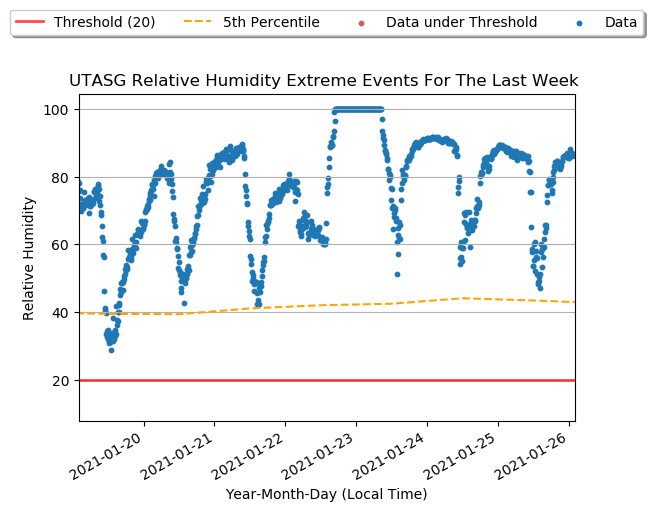 Threshold (20) 5th Percentile Data under Threshold Data
UTASG Relative Humidity Extreme Events For The Last Week
100
80
60
40
20
Relative Humidity
2021-01-20 2021-01-21 2021-01-22 2021-01-23 2021-01-24 2021-01-25 2021-01-26
Year-Month-Day (Local Time)